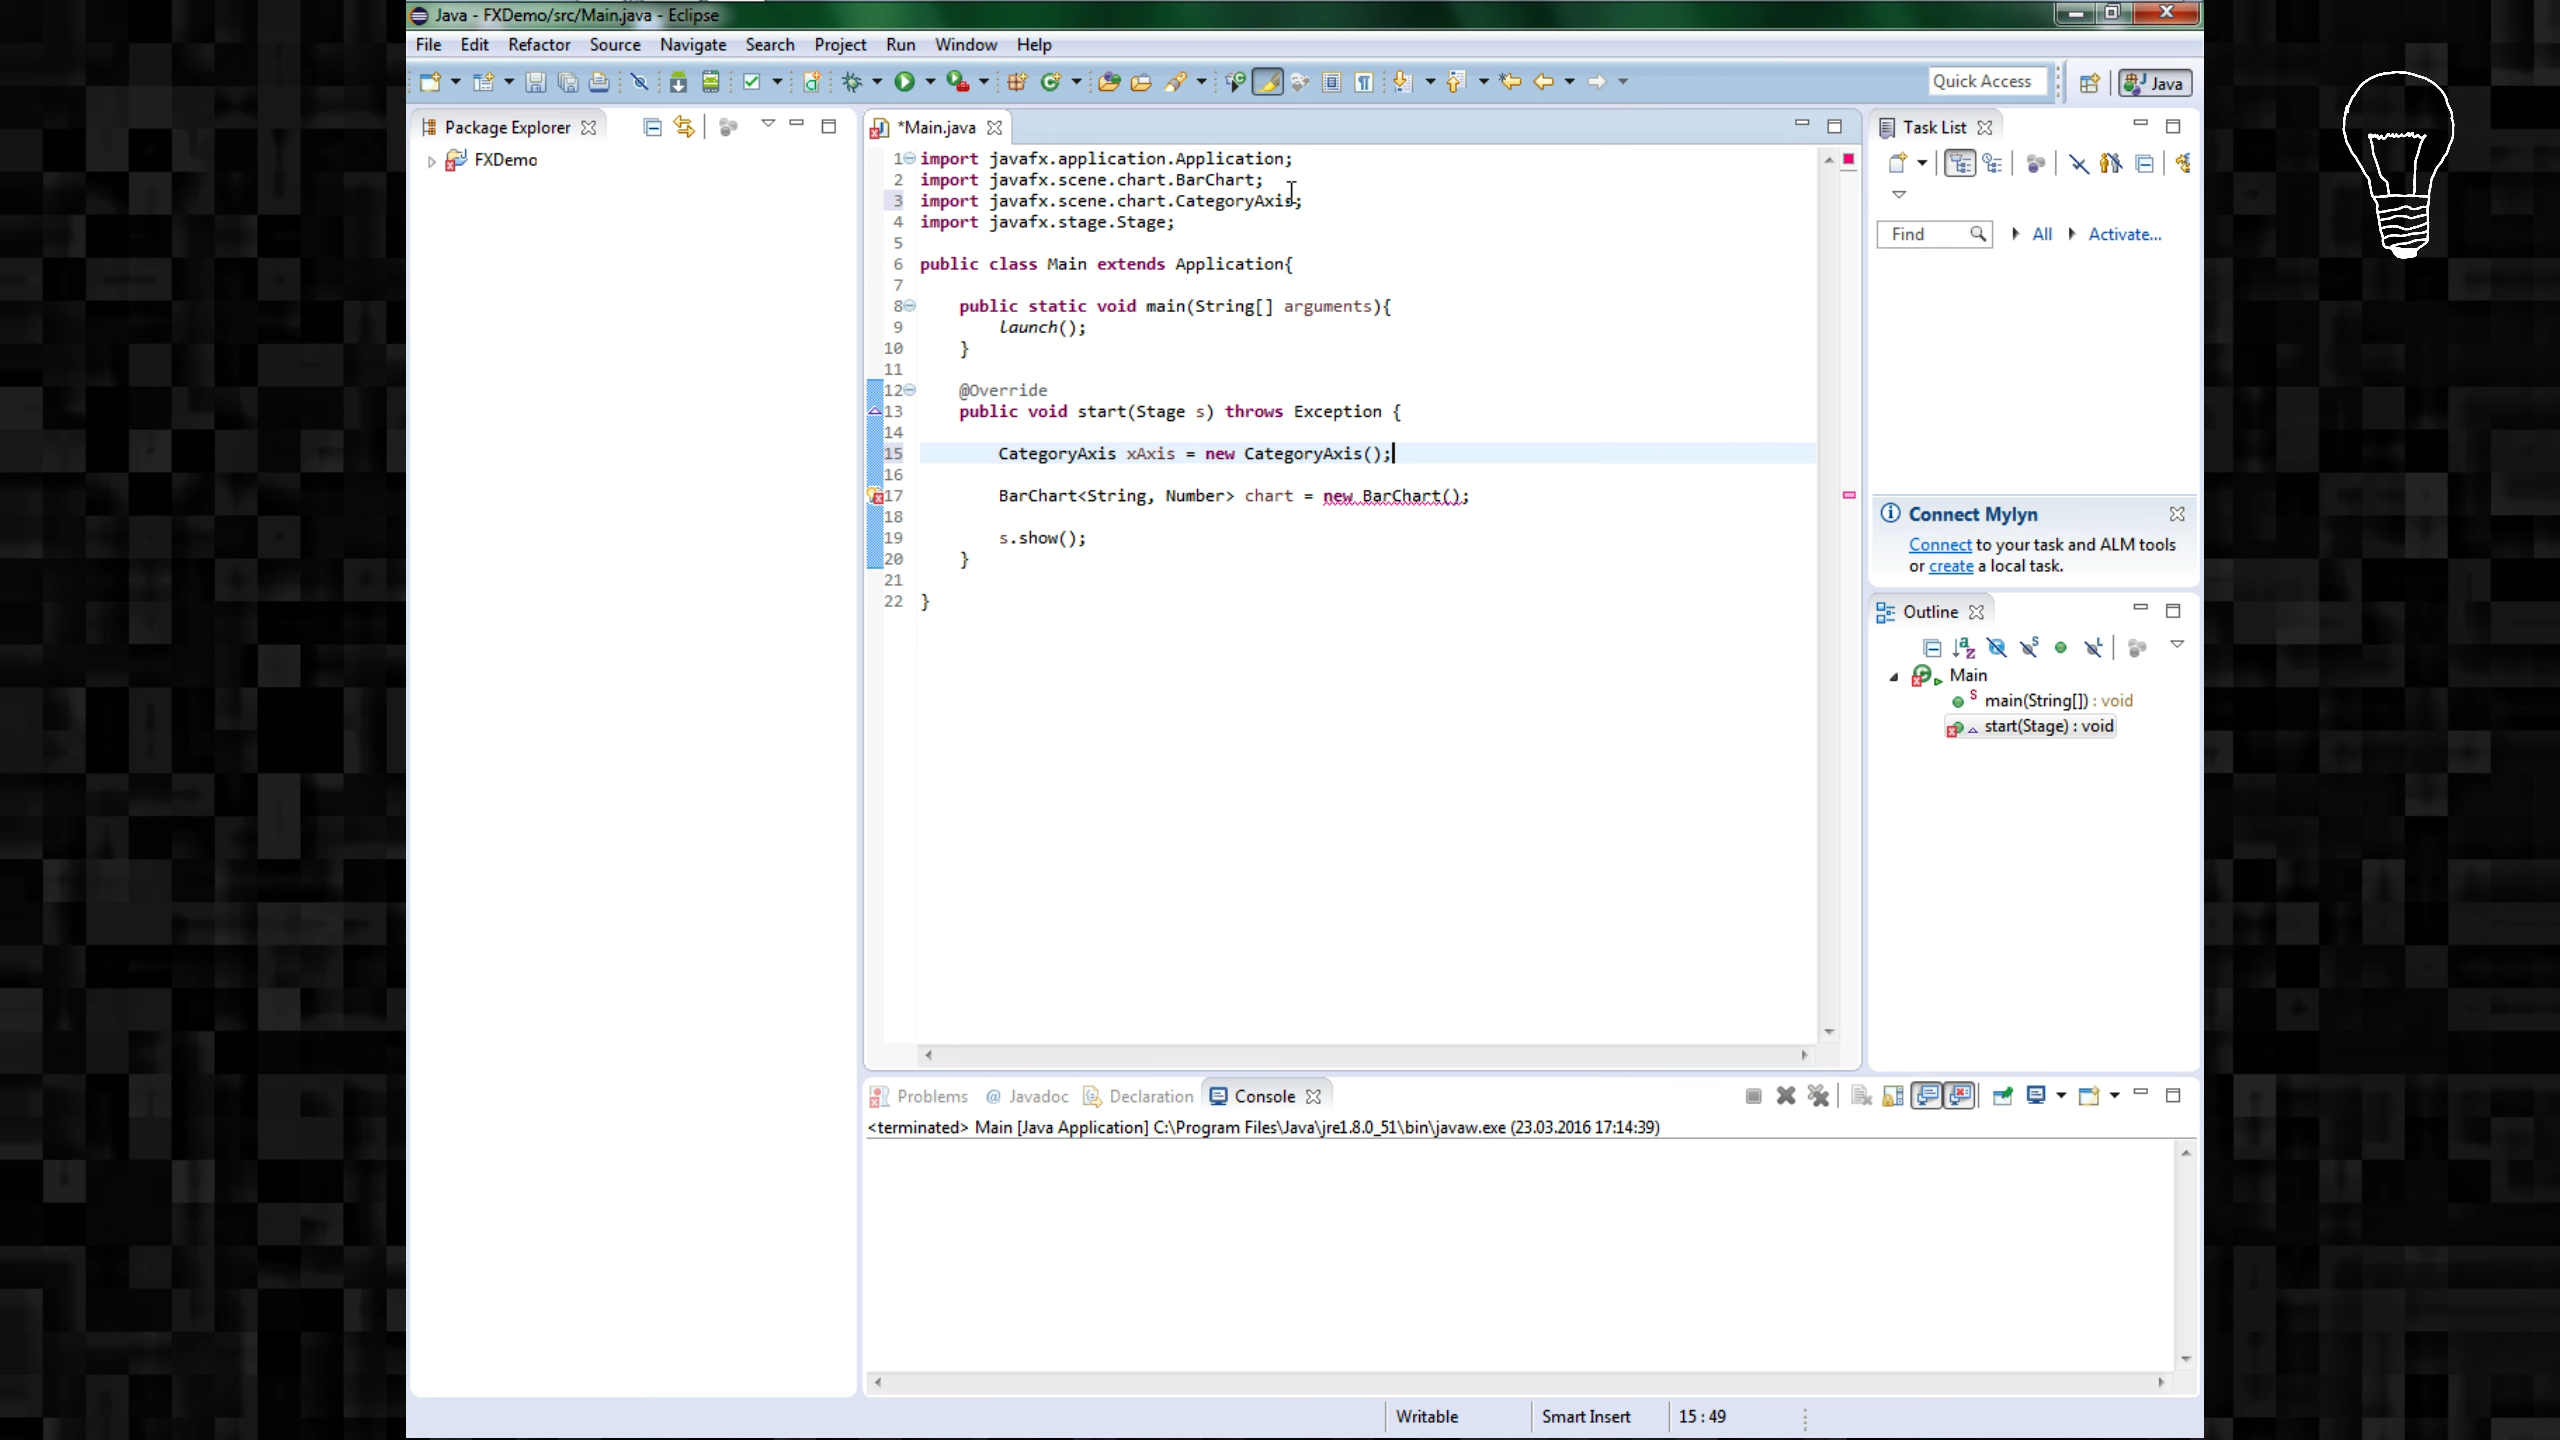 Java - FXDemo/src/Main.java - Eclipse
File Edit Refactor Source Navigate Search Project Run Window Help
Quick Access
Java
Package Explorer
FXDemo
*Main.java
1 import javafx.application.Application;
2 import javafx.scene.chart.BarChart;
3 import javafx.scene.chart.CategoryAxis;
4 import javafx.stage.Stage;
5
6 public class Main extends Application{
7
8 public static void main(String[] arguments){
9 launch();
10 }
11
12 @Override
13 public void start(Stage s) throws Exception {
14
15 CategoryAxis xAxis = new CategoryAxis();
16
17 BarChart<String, Number> chart = new BarChart();
18
19 s.show();
20 }
21
22 }
Task List
Find All Activate...
Connect Mylyn
Connect to your task and ALM tools
or create a local task.
Outline
Main
main(String[]) : void
start(Stage) : void
Problems @ Javadoc Declaration Console
<terminated> Main [Java Application] C:\Program Files\Java\jre1.8.0_51\bin\javaw.exe (23.03.2016 17:14:39)
Writable Smart Insert 15 : 49